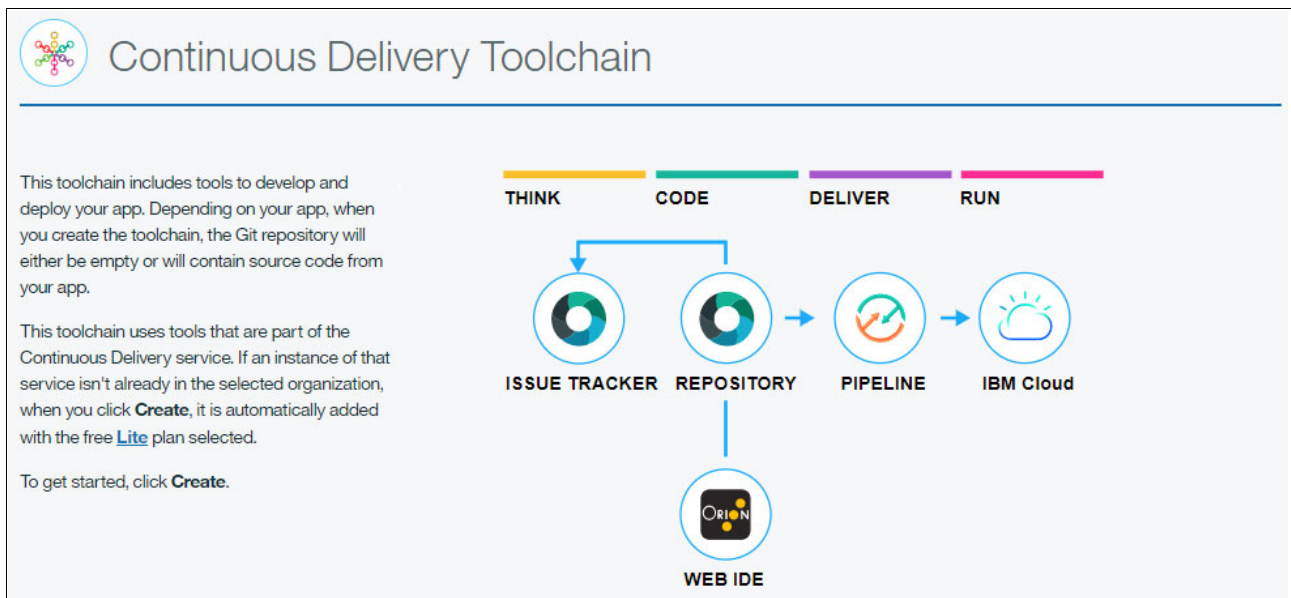 Continuous Delivery Toolchain
This toolchain includes tools to develop and
deploy your app. Depending on your app, when
you create the toolchain, the Git repository will
either be empty or will contain source code from
your app.
This toolchain uses tools that are part of the
Continuous Delivery service. If an instance of that
service isn't already in the selected organization,
when you click Create, it is automatically added
with the free Lite plan selected.
To get started, click Create.
THINK CODE DELIVER RUN
ISSUE TRACKER REPOSITORY PIPELINE IBM Cloud
ORION
WEB IDE